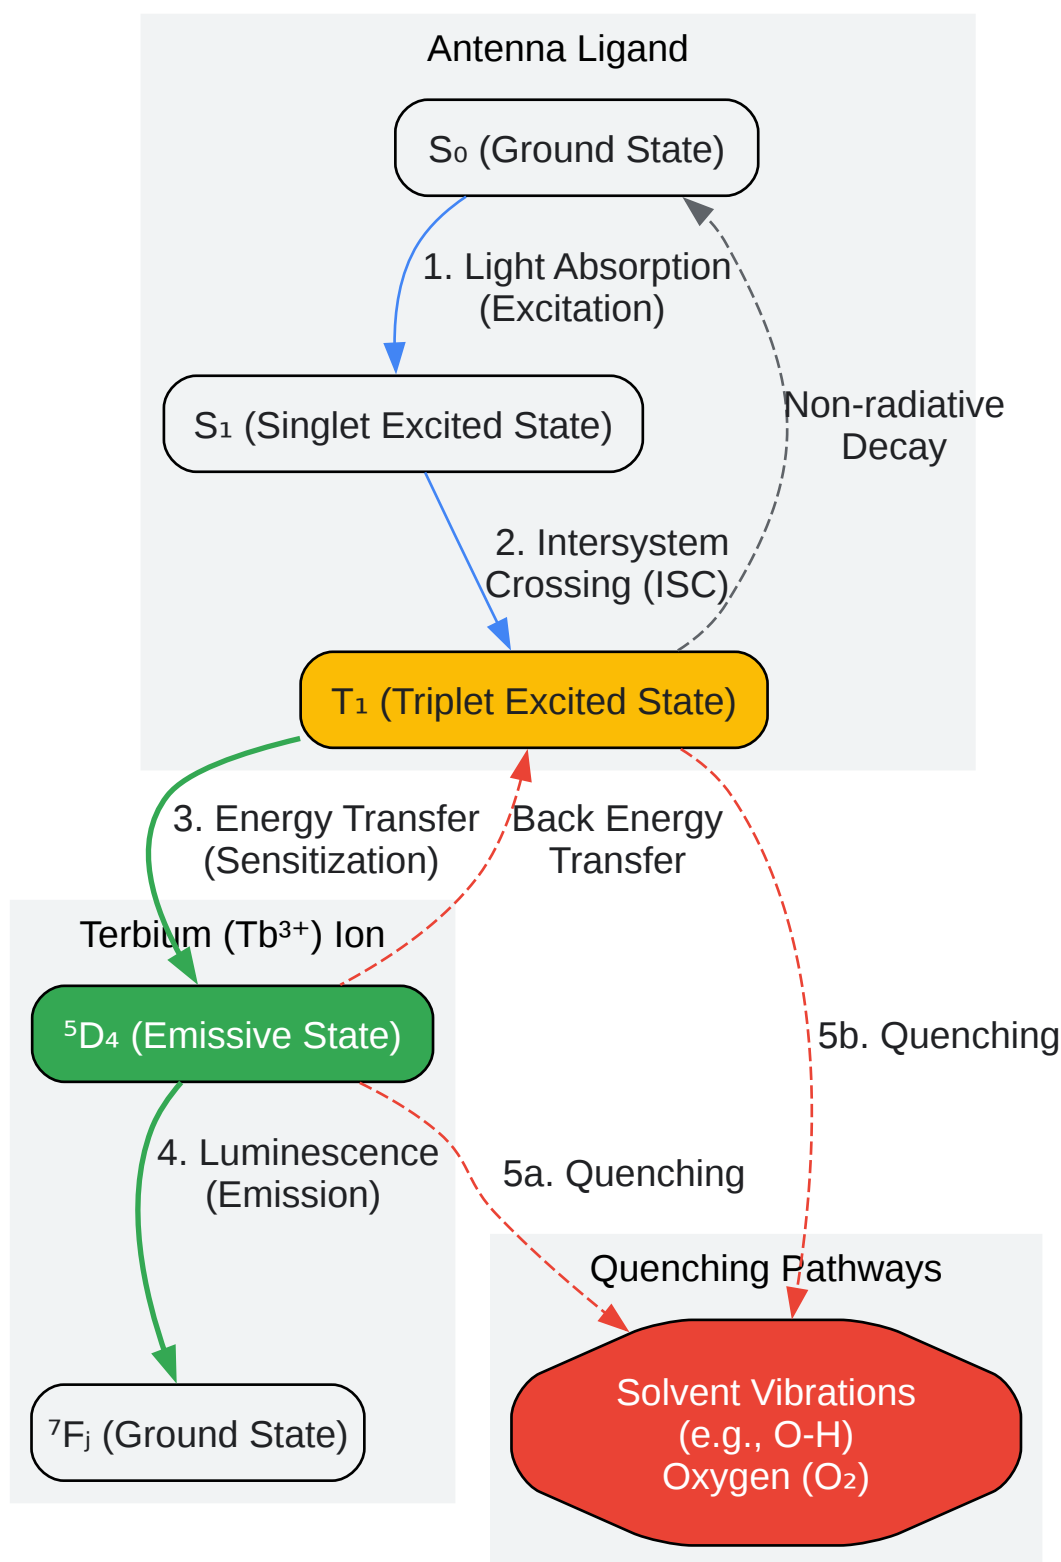 Antenna Ligand
S₀ (Ground State)
1. Light Absorption
(Excitation)
Non-radiative
Decay
S₁ (Singlet Excited State)
2. Intersystem
Crossing (ISC)
T₁ (Triplet Excited State)
3. Energy Transfer
(Sensitization)
Back Energy
Transfer
Terbium (Tb³⁺) Ion
⁵D₄ (Emissive State)
5b. Quenching
4. Luminescence
(Emission)
5a. Quenching
Quenching Pathways
⁷Fⱼ (Ground State)
Solvent Vibrations
(e.g., O-H)
Oxygen (O₂)